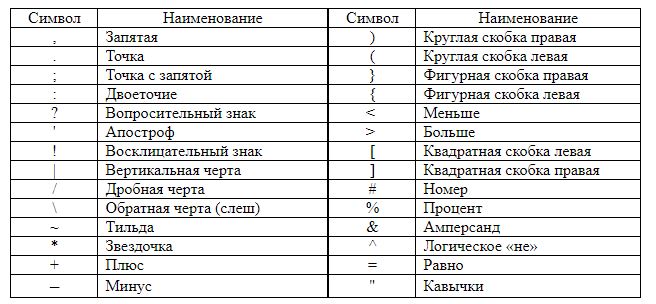 Символ Наименование Символ Наименование
, Запятая ) Круглая скобка правая
. Точка ( Круглая скобка левая
; Точка с запятой } Фигурная скобка правая
: Двоеточие { Фигурная скобка левая
? Вопросительный знак < Меньше
' Апостроф > Больше
! Восклицательный знак [ Квадратная скобка левая
| Вертикальная черта ] Квадратная скобка правая
/ Дробная черта # Номер
\ Обратная черта (слеш) % Процент
~ Тильда & Амперсанд
* Звездочка ^ Логическое «не»
+ Плюс = Равно
– Минус " Кавычки